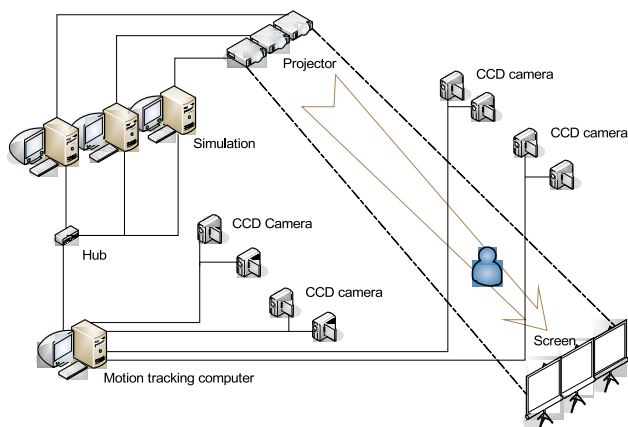 CCD camera
Projector
CCD camera
Simulation
CCD Camera
Hub
CCD camera
Screen
Motion tracking computer